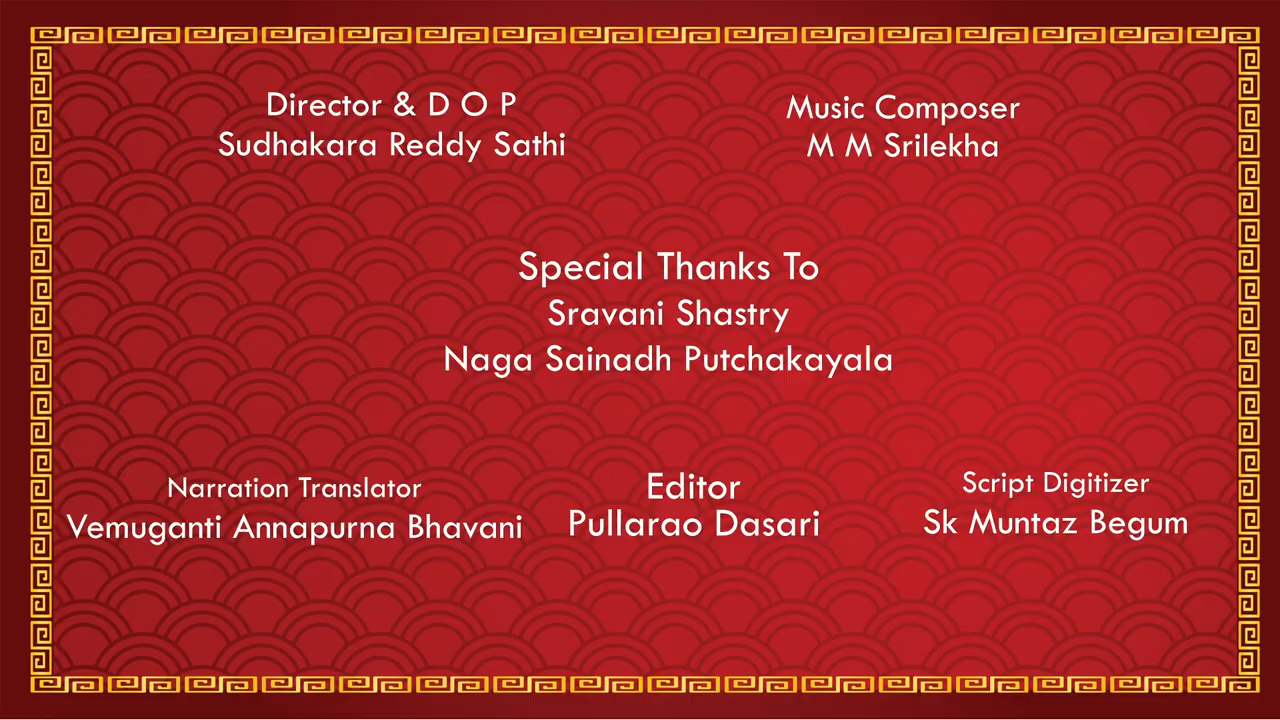 Director & D O P
Sudhakara Reddy Sathi
Music Composer
M M Srilekha
Special Thanks To
Sravani Shastry
Naga Sainadh Putchakayala
Narration Translator
Vemuganti Annapurna Bhavani
Editor
Pullarao Dasari
Script Digitizer
Sk Muntaz Begum